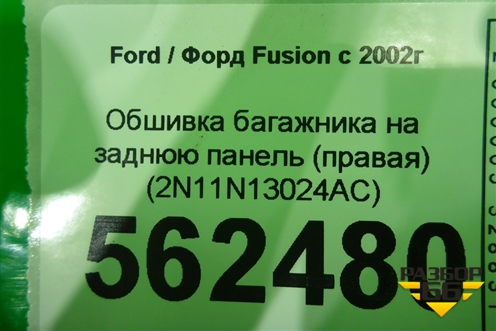 Ford / Форд Fusion с 2002г
Обшивка багажника на
заднюю панель (правая)
(2N11N13024AC)
562480
РАЗБОР
66